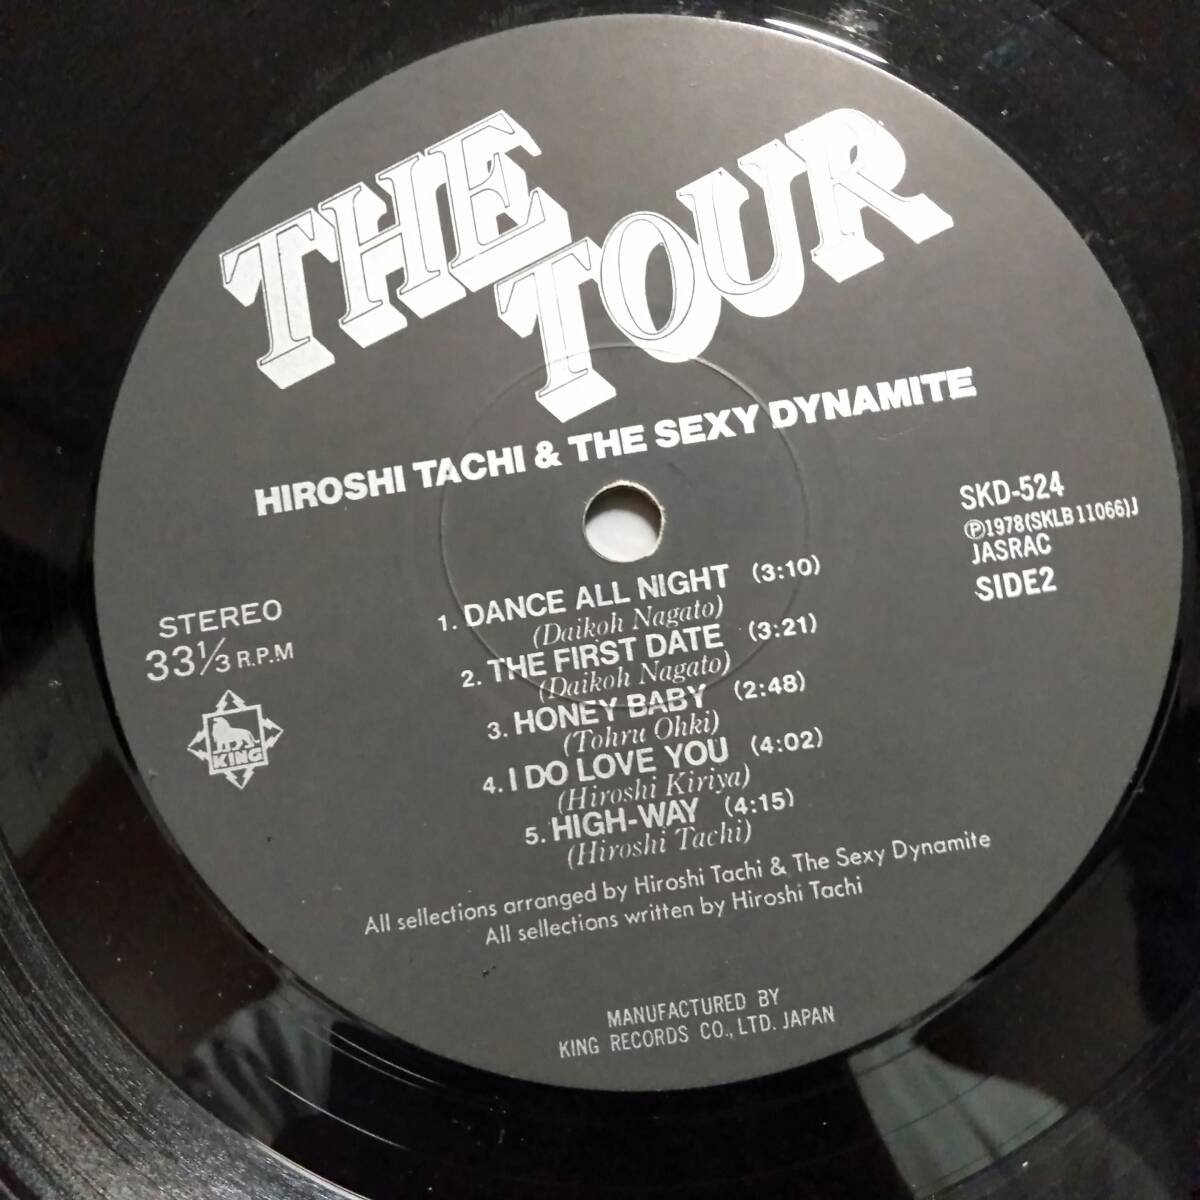 THE
TOUR
HIROSHI TACHI & THE SEXY DYNAMITE
SKD-524
Ⓟ1978(SKLB 11066)J
JASRAC
SIDE2
STEREO
33 1/3 R.P.M
KING
1. DANCE ALL NIGHT (3:10)
(Daikoh Nagato)
2. THE FIRST DATE (3:21)
(Daikoh Nagato)
3. HONEY BABY (2:48)
(Tohru Ohki)
4. I DO LOVE YOU (4:02)
(Hiroshi Kiriya)
5. HIGH-WAY (4:15)
(Hiroshi Tachi)
All sellections arranged by Hiroshi Tachi & The Sexy Dynamite
All sellections written by Hiroshi Tachi
MANUFACTURED BY
KING RECORDS CO., LTD. JAPAN